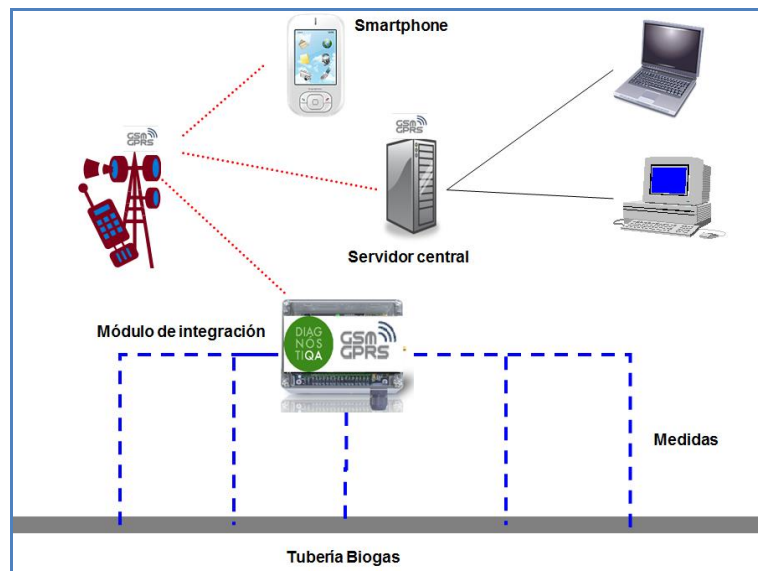 Smartphone
GSM
GPRS
GSM
GPRS
Servidor central
Módulo de integración
DIAG
NÓS
TIQA
GSM
GPRS
Medidas
Tubería Biogas